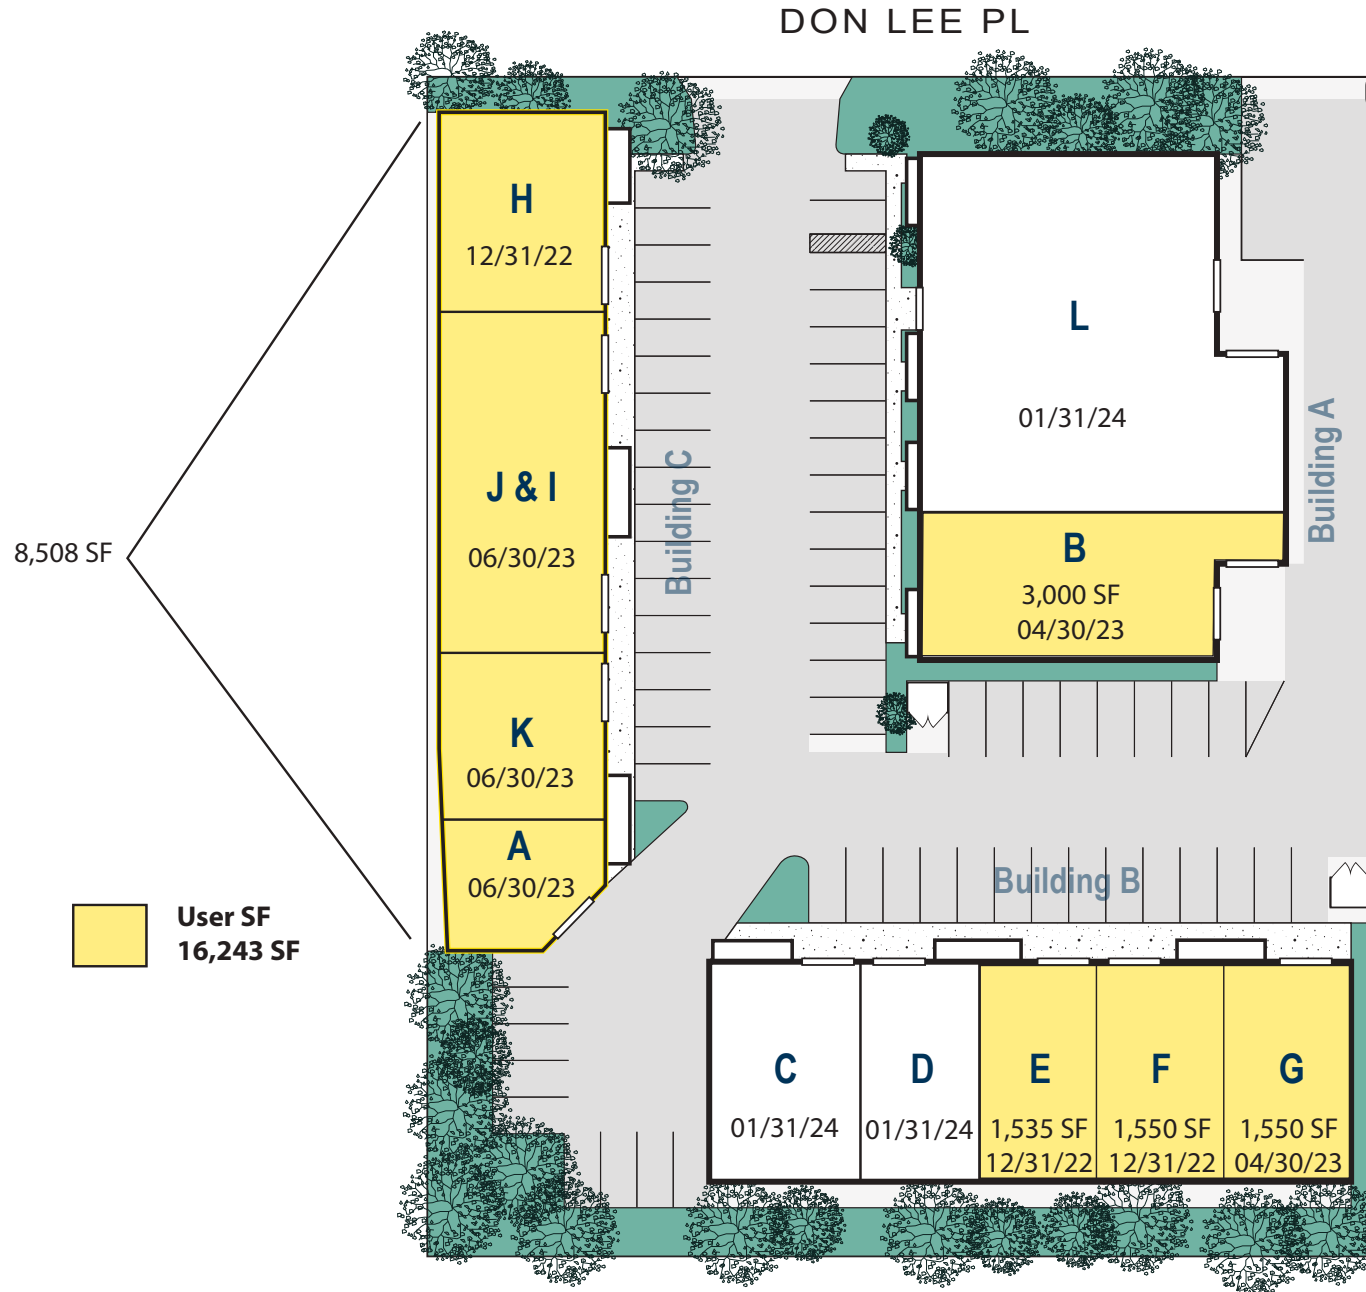 DON LEE PL
H
12/31/22
J & I
06/30/23
K
06/30/23
A
06/30/23
8,508 SF
User SF
16,243 SF
Building C
L
01/31/24
B
3,000 SF
04/30/23
Building A
Building B
C
01/31/24
D
01/31/24
E
1,535 SF
12/31/22
F
1,550 SF
12/31/22
G
1,550 SF
04/30/23